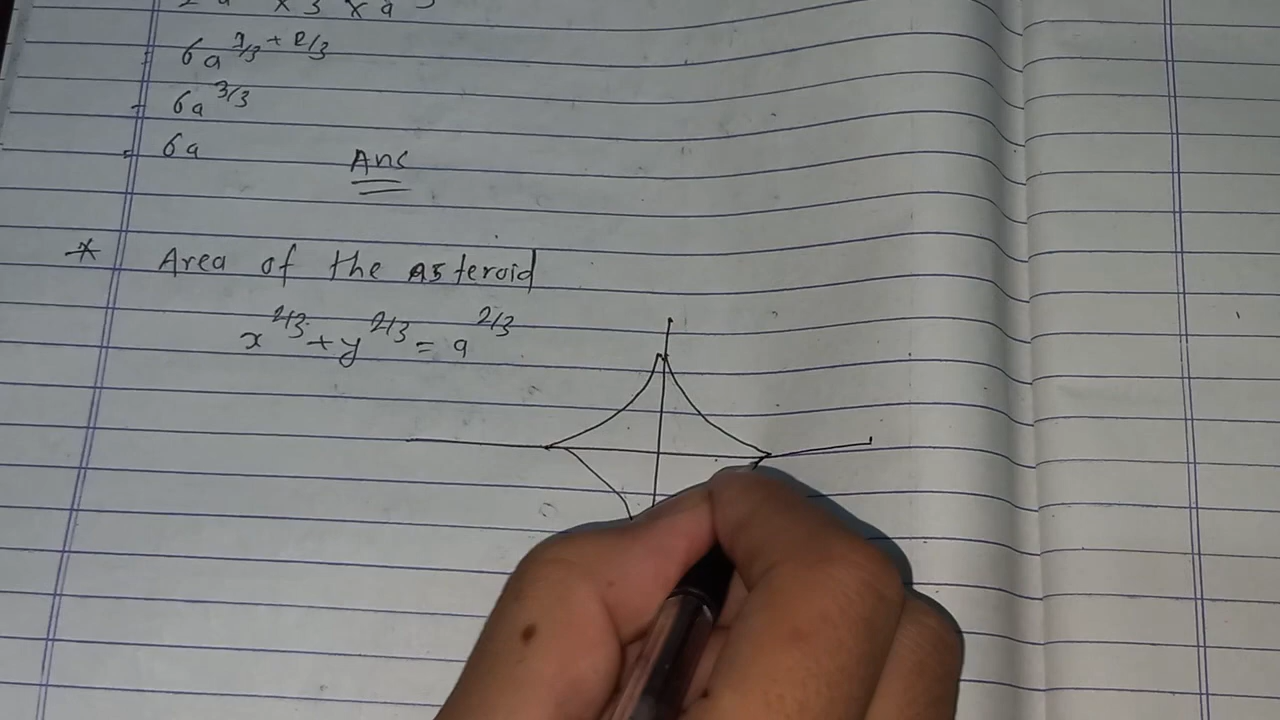 = 6a^{1/3 + 2/3}
= 6a^{3/3}
= 6a Ans
* Area of the Asteroid
x^{2/3} + y^{2/3} = a^{2/3}